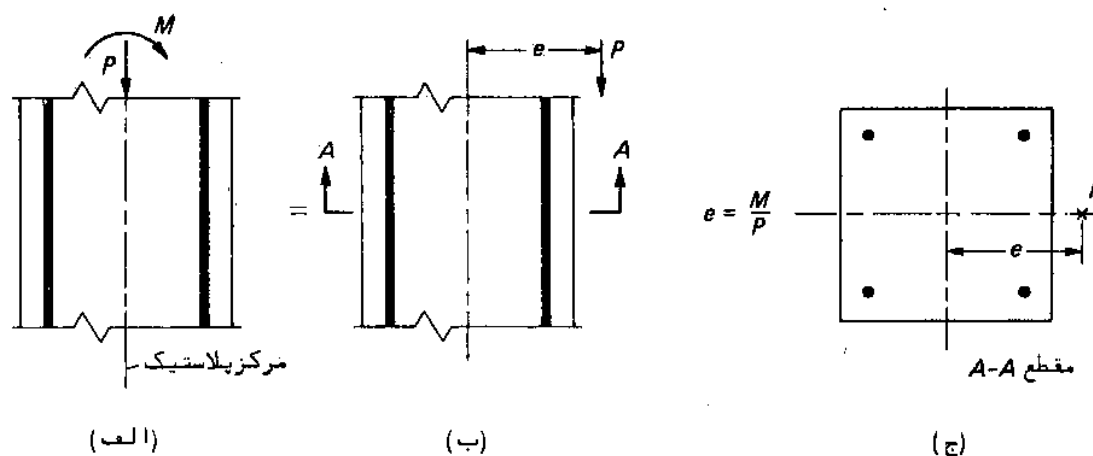 M
P
مرکز پلاستیک
(الف)
=
e
P
A
A
(ب)
e = M/P
e
مقطع A-A
(ج)